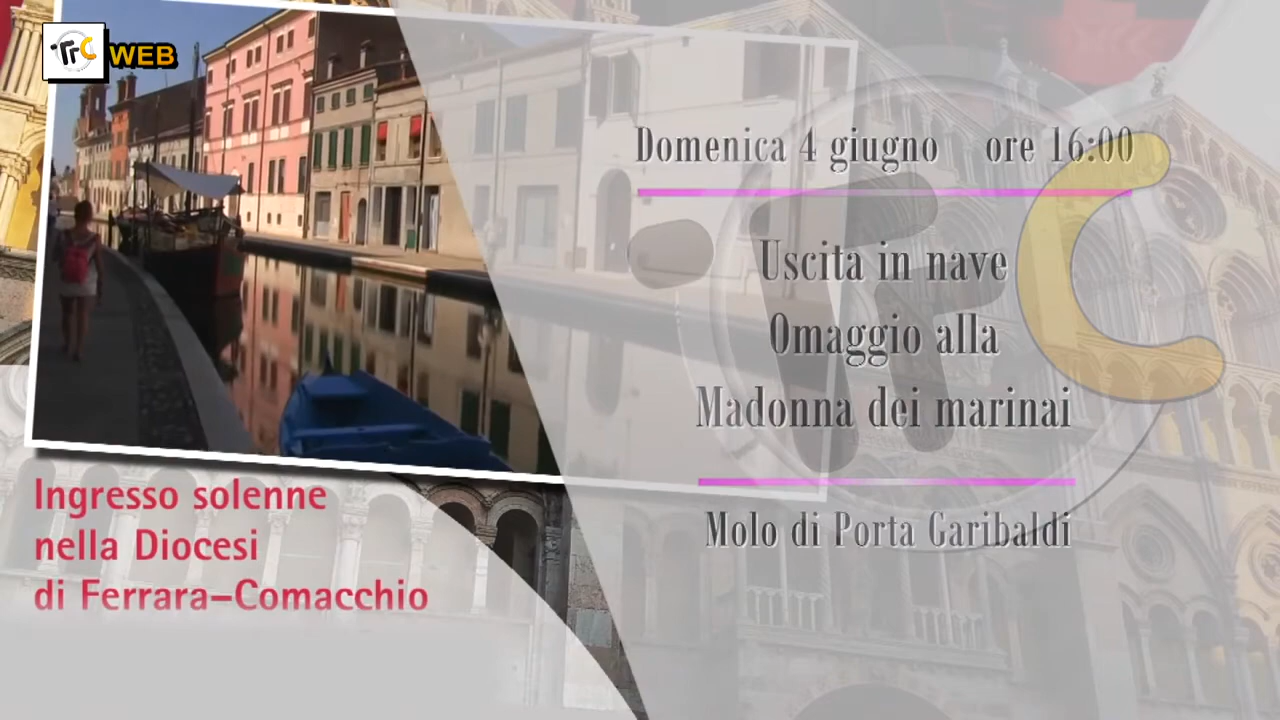 TFC WEB
Domenica 4 giugno ore 16:00
Uscita in nave
Omaggio alla
Madonna dei marinai
Molo di Porta Garibaldi
Ingresso solenne
nella Diocesi
di Ferrara–Comacchio